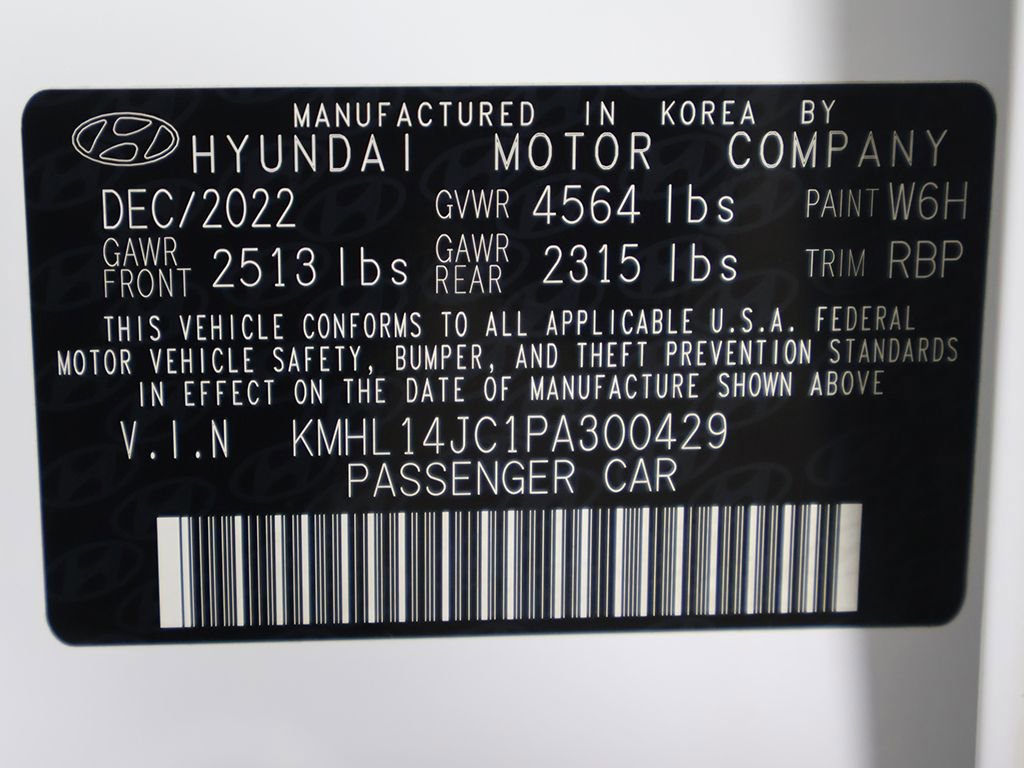 MANUFACTURED IN KOREA BY
HYUNDAI MOTOR COMPANY
DEC/2022 GVWR 4564 lbs PAINT W6H
GAWR FRONT 2513 lbs GAWR REAR 2315 lbs TRIM RBP
THIS VEHICLE CONFORMS TO ALL APPLICABLE U.S.A. FEDERAL
MOTOR VEHICLE SAFETY, BUMPER, AND THEFT PREVENTION STANDARDS
IN EFFECT ON THE DATE OF MANUFACTURE SHOWN ABOVE
V.I.N KMHL14JC1PA300429
PASSENGER CAR